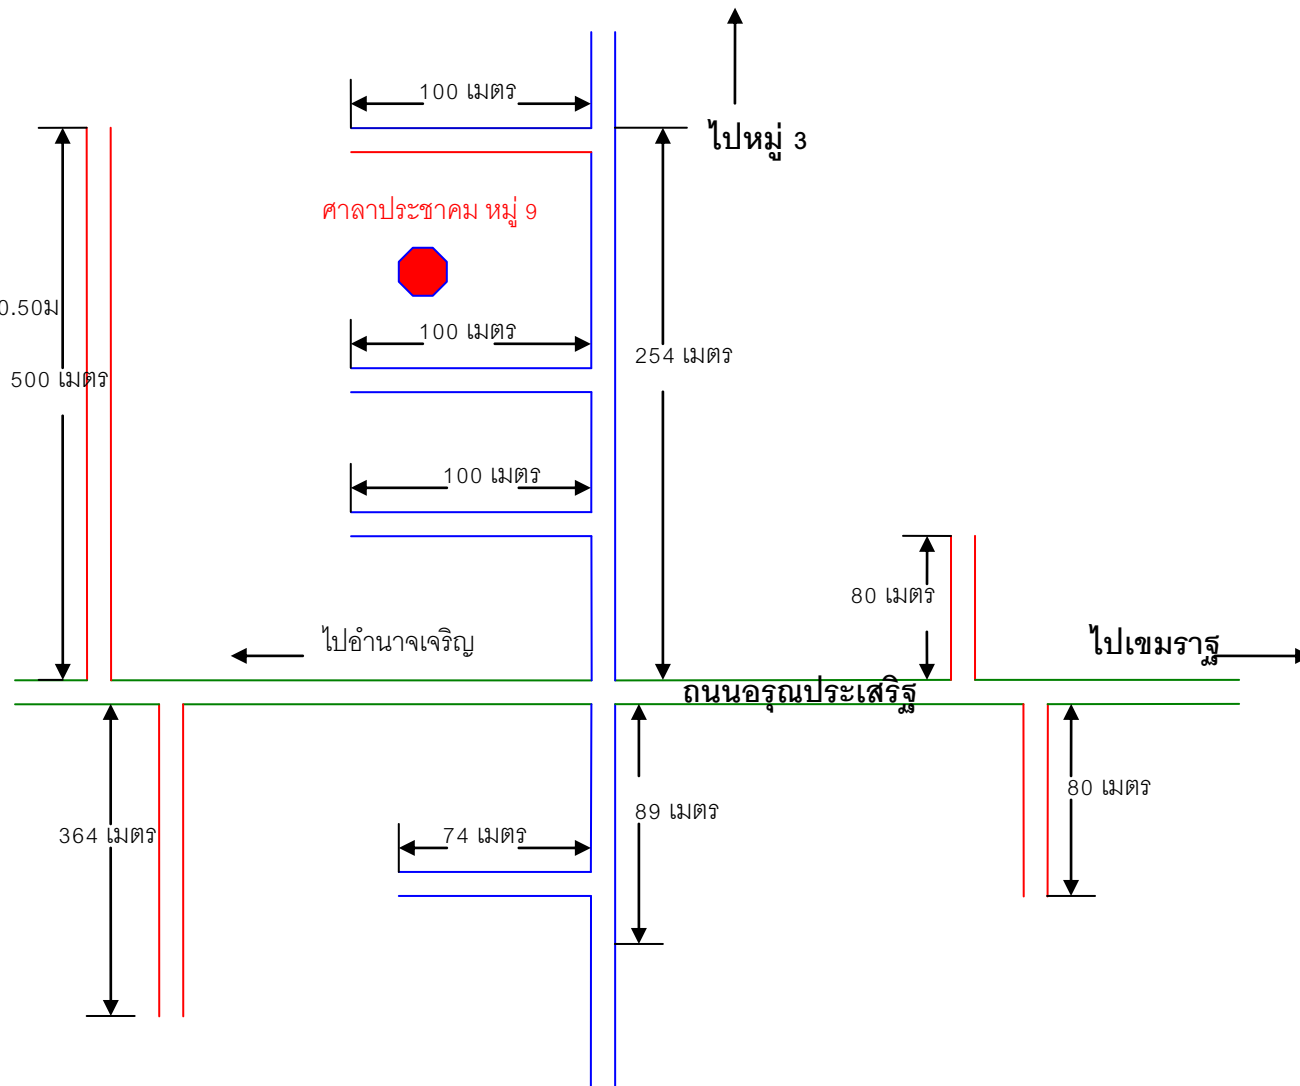 100 เมตร
ไปหมู่ 3
ศาลาประชาคม หมู่ 9
0.50ม
100 เมตร
254 เมตร
500 เมตร
100 เมตร
80 เมตร
ไปอำนาจเจริญ
ไปเขมราฐ
ถนนอรุณประเสริฐ
80 เมตร
89 เมตร
364 เมตร
74 เมตร